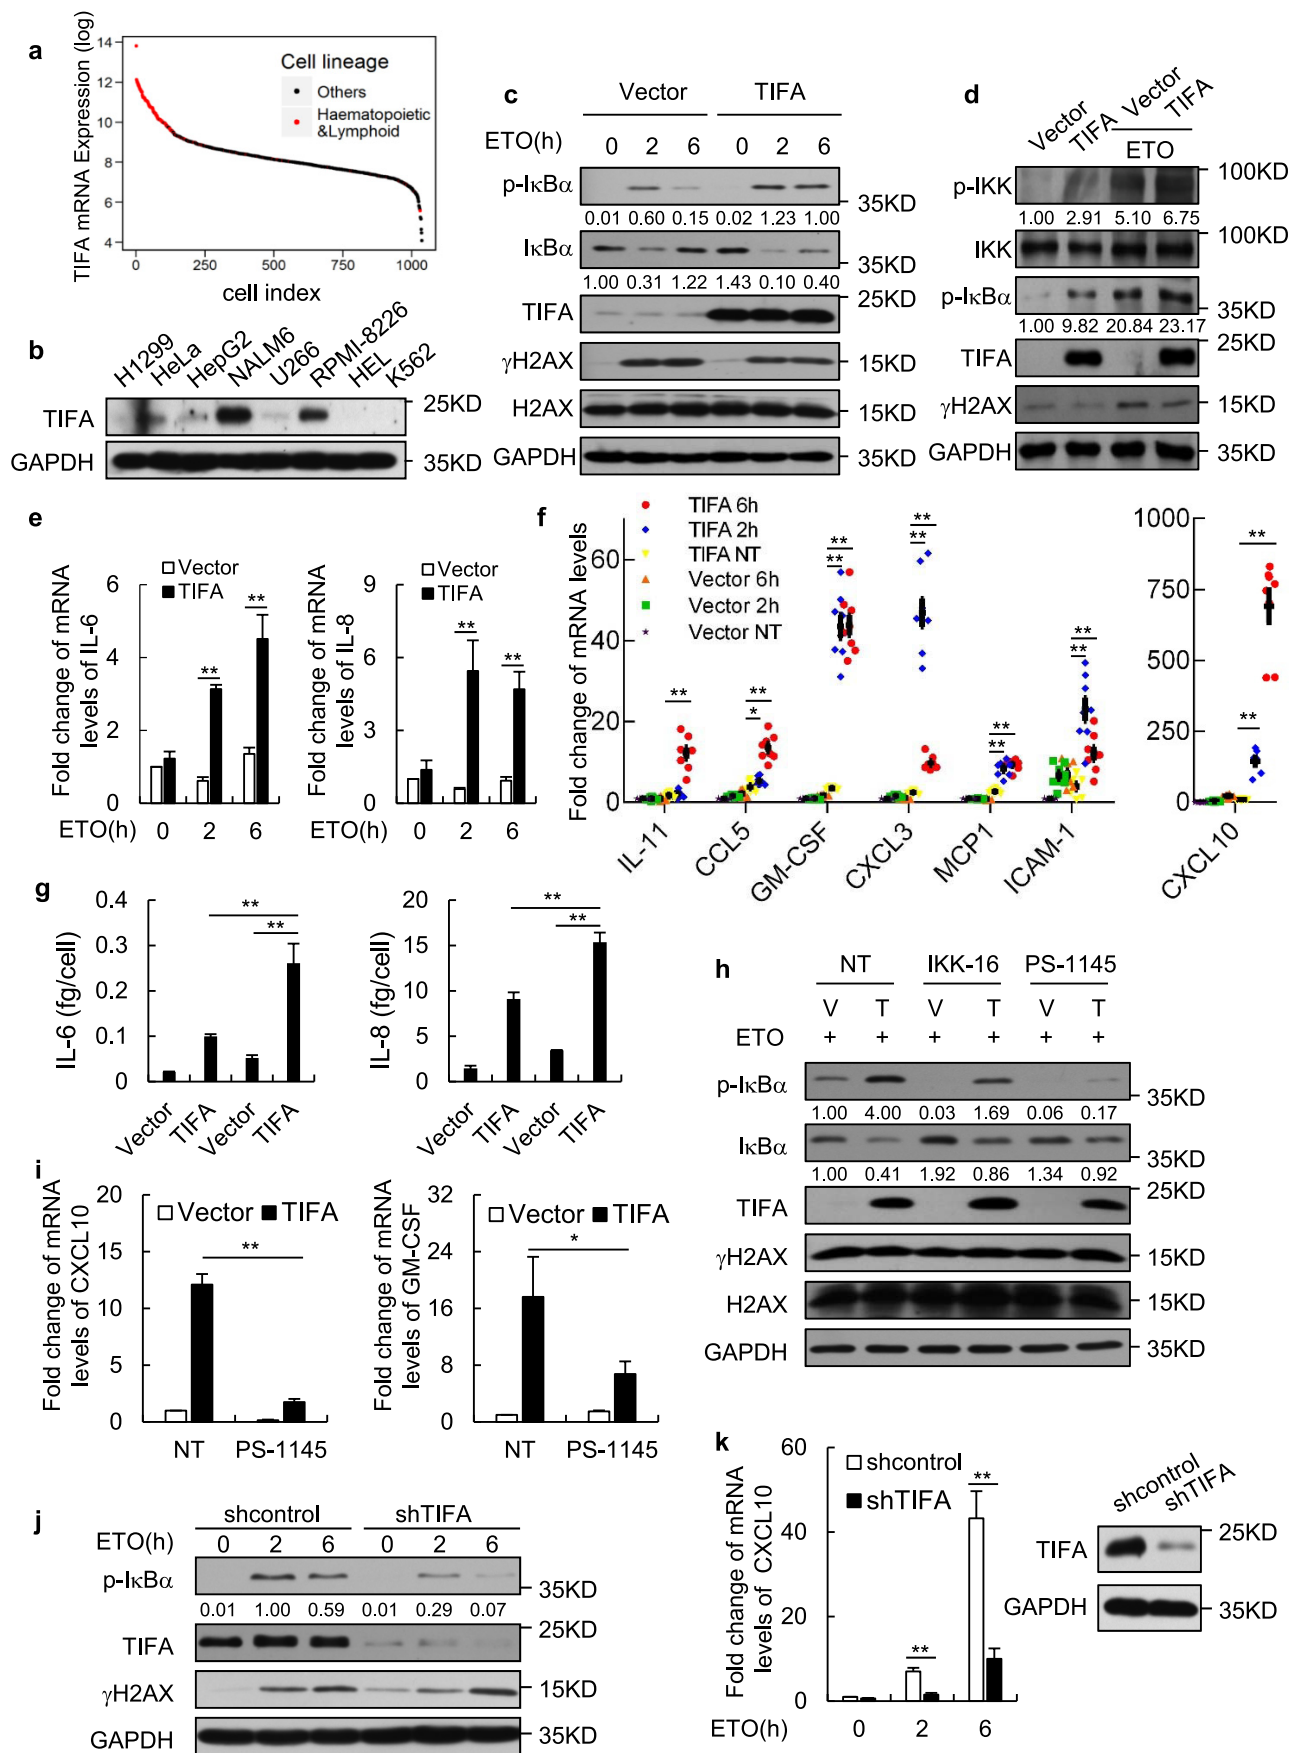 a
TIFA mRNA Expression (log)
14
12
10
8
6
4
Cell lineage
Others
Haematopoietic
&Lymphoid
0 250 500 750 1000
cell index
b
H1299 HeLa HepG2 NALM6 U266 RPMI-8226 HEL K562
TIFA 25KD
GAPDH 35KD
c
Vector TIFA
ETO(h) 0 2 6 0 2 6
p-IκBα 35KD
0.01 0.60 0.15 0.02 1.23 1.00
IκBα 35KD
1.00 0.31 1.22 1.43 0.10 0.40
TIFA 25KD
γH2AX 15KD
H2AX 15KD
GAPDH 35KD
d
Vector TIFA Vector TIFA
ETO
p-IKK 100KD
1.00 2.91 5.10 6.75
IKK 100KD
p-IκBα 35KD
1.00 9.82 20.84 23.17
TIFA 25KD
γH2AX 15KD
GAPDH 35KD
e
Fold change of mRNA
levels of IL-6
Vector
TIFA
6
4
2
0
** **
ETO(h) 0 2 6
Fold change of mRNA
levels of IL-8
Vector
TIFA
9
6
3
0
** **
ETO(h) 0 2 6
f
Fold change of mRNA levels
60
40
20
0
TIFA 6h
TIFA 2h
TIFA NT
Vector 6h
Vector 2h
Vector NT
**
**
*
**
**
**
**
**
**
**
**
IL-11 CCL5 GM-CSF CXCL3 MCP1 ICAM-1
1000
750
500
250
0
**
**
CXCL10
g
IL-6 (fg/cell)
0.4
0.3
0.2
0.1
0
**
**
Vector TIFA Vector TIFA
IL-8 (fg/cell)
20
15
10
5
0
**
**
Vector TIFA Vector TIFA
h
NT IKK-16 PS-1145
V T V T V T
ETO + + + + + +
p-IκBα 35KD
1.00 4.00 0.03 1.69 0.06 0.17
IκBα 35KD
1.00 0.41 1.92 0.86 1.34 0.92
TIFA 25KD
γH2AX 15KD
H2AX 15KD
GAPDH 35KD
i
Fold change of mRNA
levels of CXCL10
20
15
10
5
0
Vector TIFA
**
NT PS-1145
Fold change of mRNA
levels of GM-CSF
32
24
16
8
0
Vector TIFA
*
NT PS-1145
j
shcontrol shTIFA
ETO(h) 0 2 6 0 2 6
p-IκBα 35KD
0.01 1.00 0.59 0.01 0.29 0.07
TIFA 25KD
γH2AX 15KD
GAPDH 35KD
k
Fold change of mRNA
levels of CXCL10
60
40
20
0
shcontrol
shTIFA
**
**
ETO(h) 0 2 6
shcontrol shTIFA
TIFA 25KD
GAPDH 35KD